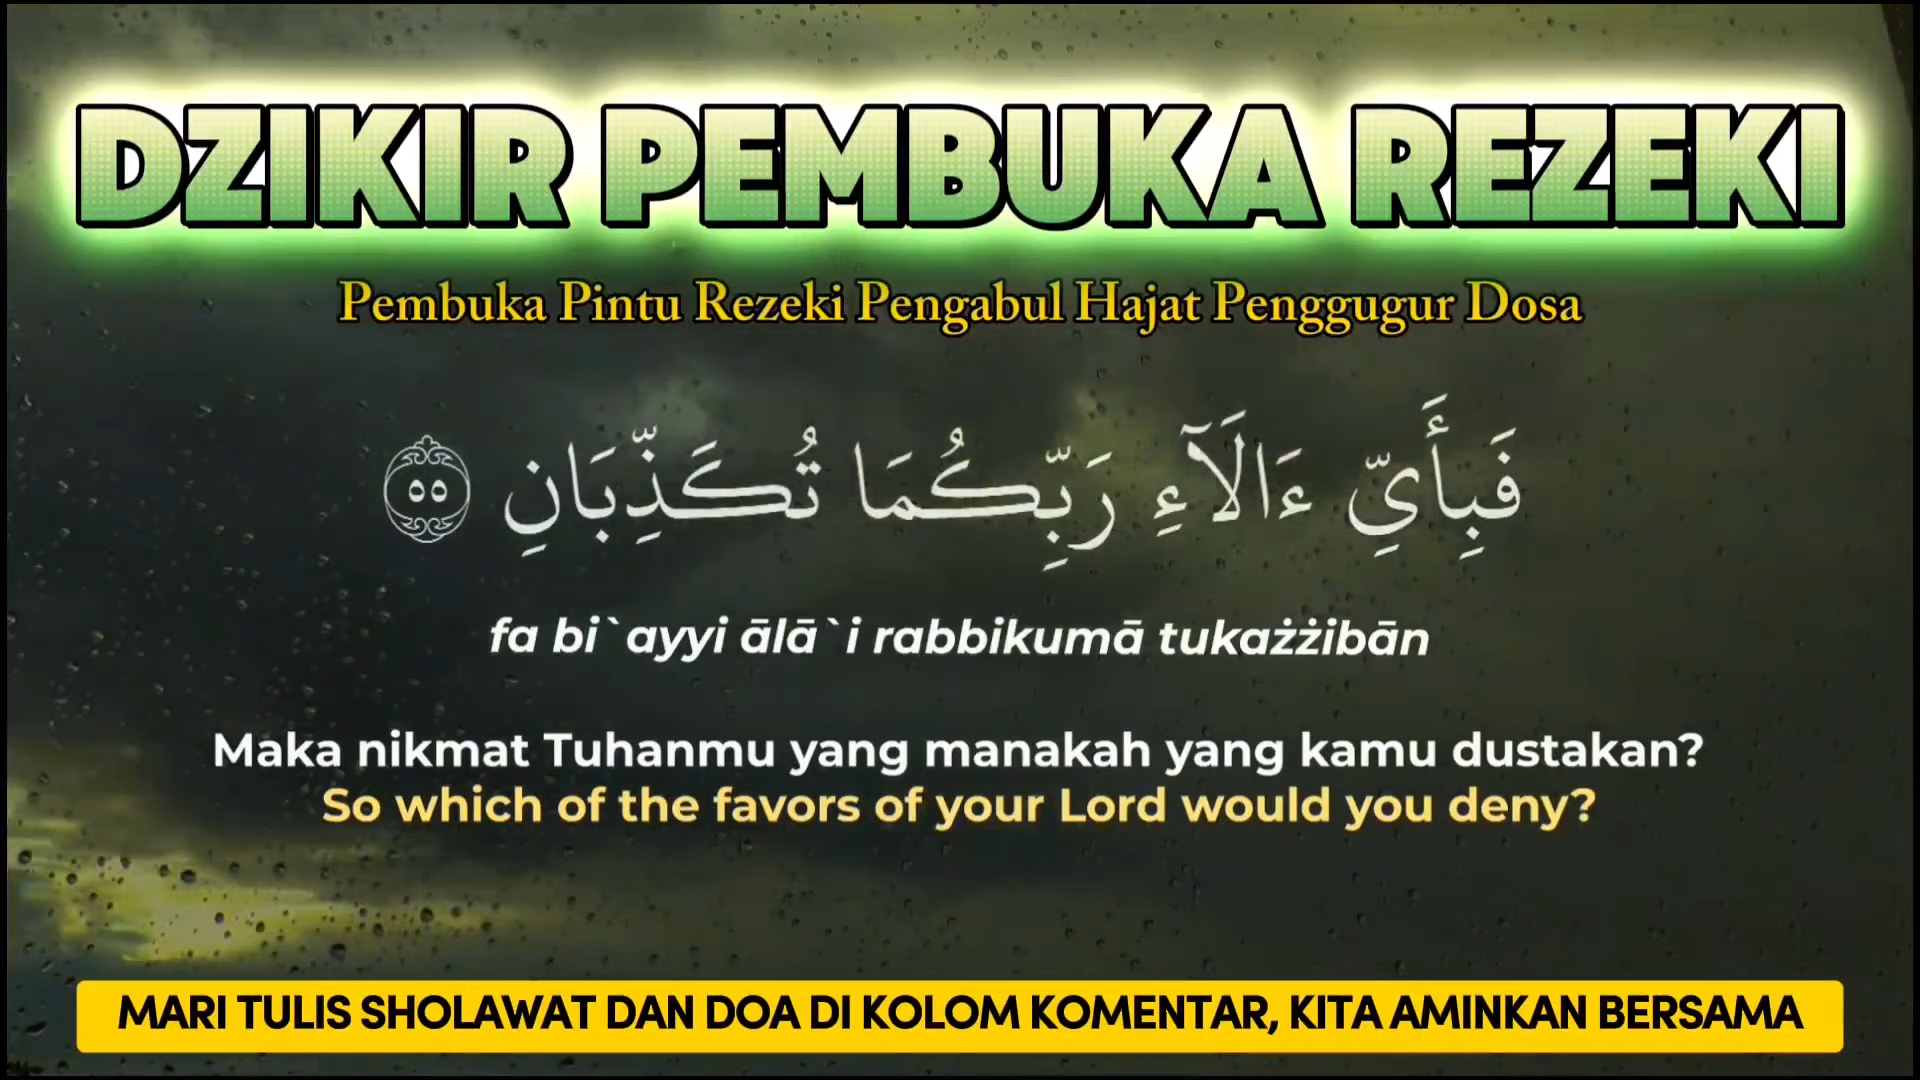 DZIKIR PEMBUKA REZEKI
Pembuka Pintu Rezeki Pengabul Hajat Penggugur Dosa
فَبِأَيِّ ءَالَآءِ رَبِّكُمَا تُكَذِّبَانِ ٥٥
fa bi`ayyi ālā`i rabbikumā tukażżibān
Maka nikmat Tuhanmu yang manakah yang kamu dustakan?
So which of the favors of your Lord would you deny?
MARI TULIS SHOLAWAT DAN DOA DI KOLOM KOMENTAR, KITA AMINKAN BERSAMA